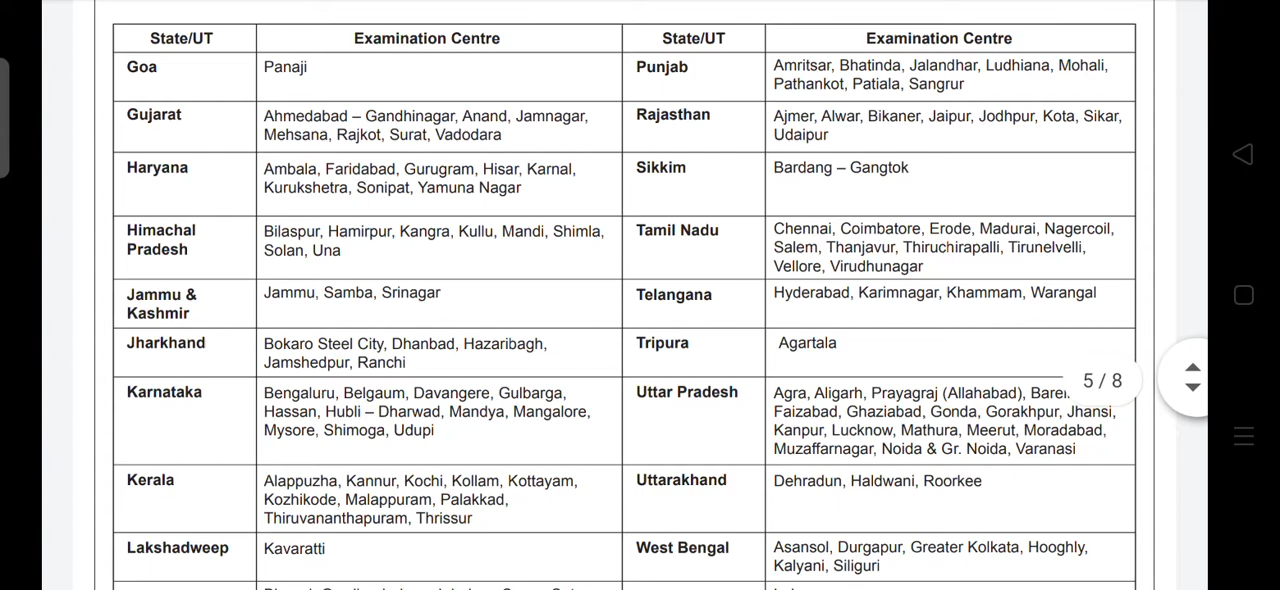 State/UT Examination Centre State/UT Examination Centre
Goa Panaji Punjab Amritsar, Bhatinda, Jalandhar, Ludhiana, Mohali,
Pathankot, Patiala, Sangrur
Gujarat Ahmedabad – Gandhinagar, Anand, Jamnagar,
Mehsana, Rajkot, Surat, Vadodara
Rajasthan Ajmer, Alwar, Bikaner, Jaipur, Jodhpur, Kota, Sikar,
Udaipur
Haryana Ambala, Faridabad, Gurugram, Hisar, Karnal,
Kurukshetra, Sonipat, Yamuna Nagar
Sikkim Bardang – Gangtok
Himachal
Pradesh
Bilaspur, Hamirpur, Kangra, Kullu, Mandi, Shimla,
Solan, Una
Tamil Nadu Chennai, Coimbatore, Erode, Madurai, Nagercoil,
Salem, Thanjavur, Thiruchirapalli, Tirunelvelli,
Vellore, Virudhunagar
Jammu &
Kashmir
Jammu, Samba, Srinagar
Telangana Hyderabad, Karimnagar, Khammam, Warangal
Jharkhand Bokaro Steel City, Dhanbad, Hazaribagh,
Jamshedpur, Ranchi
Tripura Agartala
Karnataka Bengaluru, Belgaum, Davangere, Gulbarga,
Hassan, Hubli – Dharwad, Mandya, Mangalore,
Mysore, Shimoga, Udupi
Uttar Pradesh Agra, Aligarh, Prayagraj (Allahabad),
Faizabad, Ghaziabad, Gonda, Gorakhpur, Jhansi,
Kanpur, Lucknow, Mathura, Meerut, Moradabad,
Muzaffarnagar, Noida & Gr. Noida, Varanasi
5 / 8
Kerala Alappuzha, Kannur, Kochi, Kollam, Kottayam,
Kozhikode, Malappuram, Palakkad,
Thiruvananthapuram, Thrissur
Uttarakhand Dehradun, Haldwani, Roorkee
Lakshadweep Kavaratti
West Bengal Asansol, Durgapur, Greater Kolkata, Hooghly,
Kalyani, Siliguri